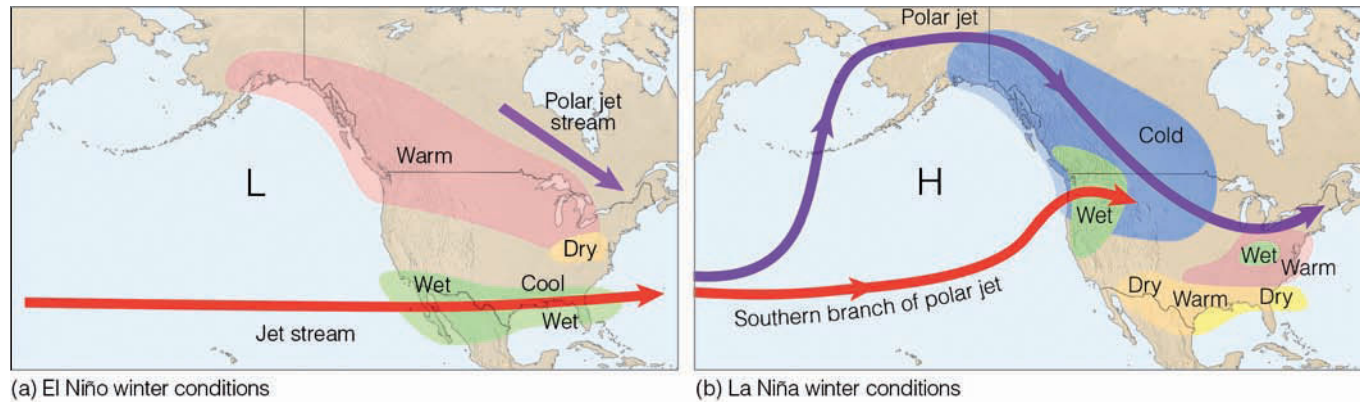 Polar jet
stream
Warm
L
Dry
Wet
Cool
Wet
Jet stream
(a) El Niño winter conditions
Polar jet
Cold
H
Wet
Wet
Warm
Dry
Warm
Dry
Southern branch of polar jet
(b) La Niña winter conditions